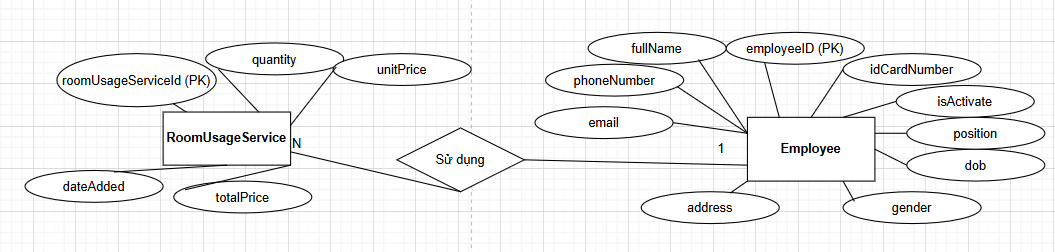 fullName
employeeID (PK)
quantity
unitPrice
idCardNumber
roomUsageServiceId (PK)
phoneNumber
isActivate
email
position
RoomUsageService
N
1
Employee
Sử dụng
dob
dateAdded
totalPrice
address
gender